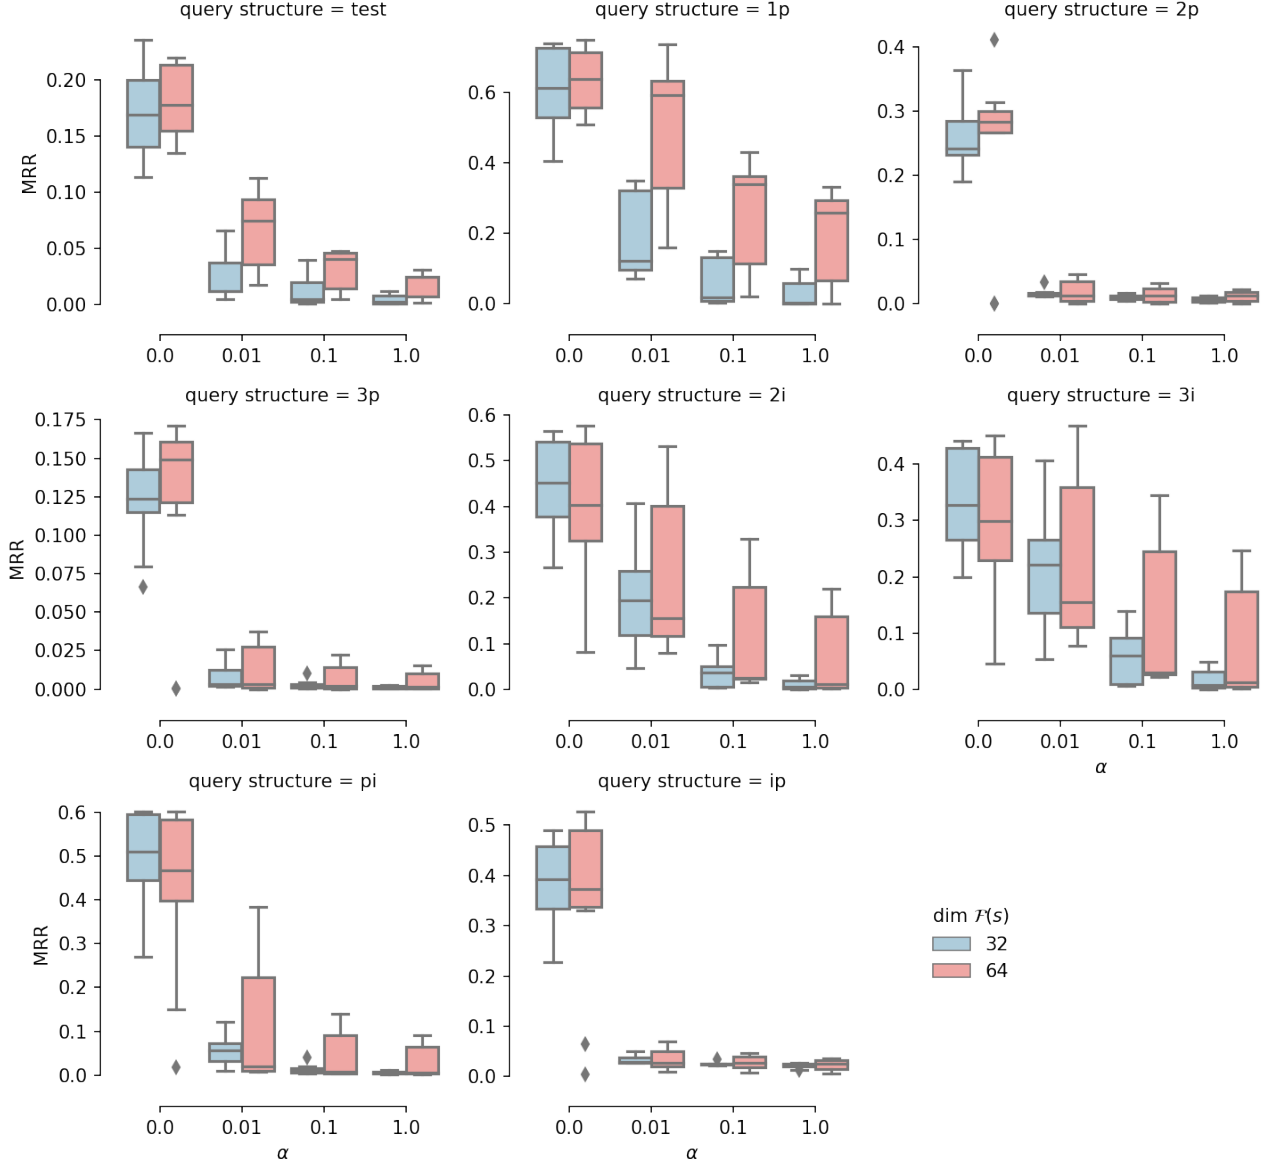 query structure = test
MRR
0.20
0.15
0.10
0.05
0.00
0.0 0.01 0.1 1.0
query structure = 1p
0.6
0.4
0.2
0.0
0.0 0.01 0.1 1.0
query structure = 2p
0.4
0.3
0.2
0.1
0.0
0.0 0.01 0.1 1.0
query structure = 3p
MRR
0.175
0.150
0.125
0.100
0.075
0.050
0.025
0.000
0.0 0.01 0.1 1.0
query structure = 2i
0.6
0.5
0.4
0.3
0.2
0.1
0.0
0.0 0.01 0.1 1.0
query structure = 3i
0.4
0.3
0.2
0.1
0.0
0.0 0.01 0.1 1.0
α
query structure = pi
MRR
0.6
0.5
0.4
0.3
0.2
0.1
0.0
0.0 0.01 0.1 1.0
α
query structure = ip
0.5
0.4
0.3
0.2
0.1
0.0
0.0 0.01 0.1 1.0
α
dim ℱ(s)
32
64